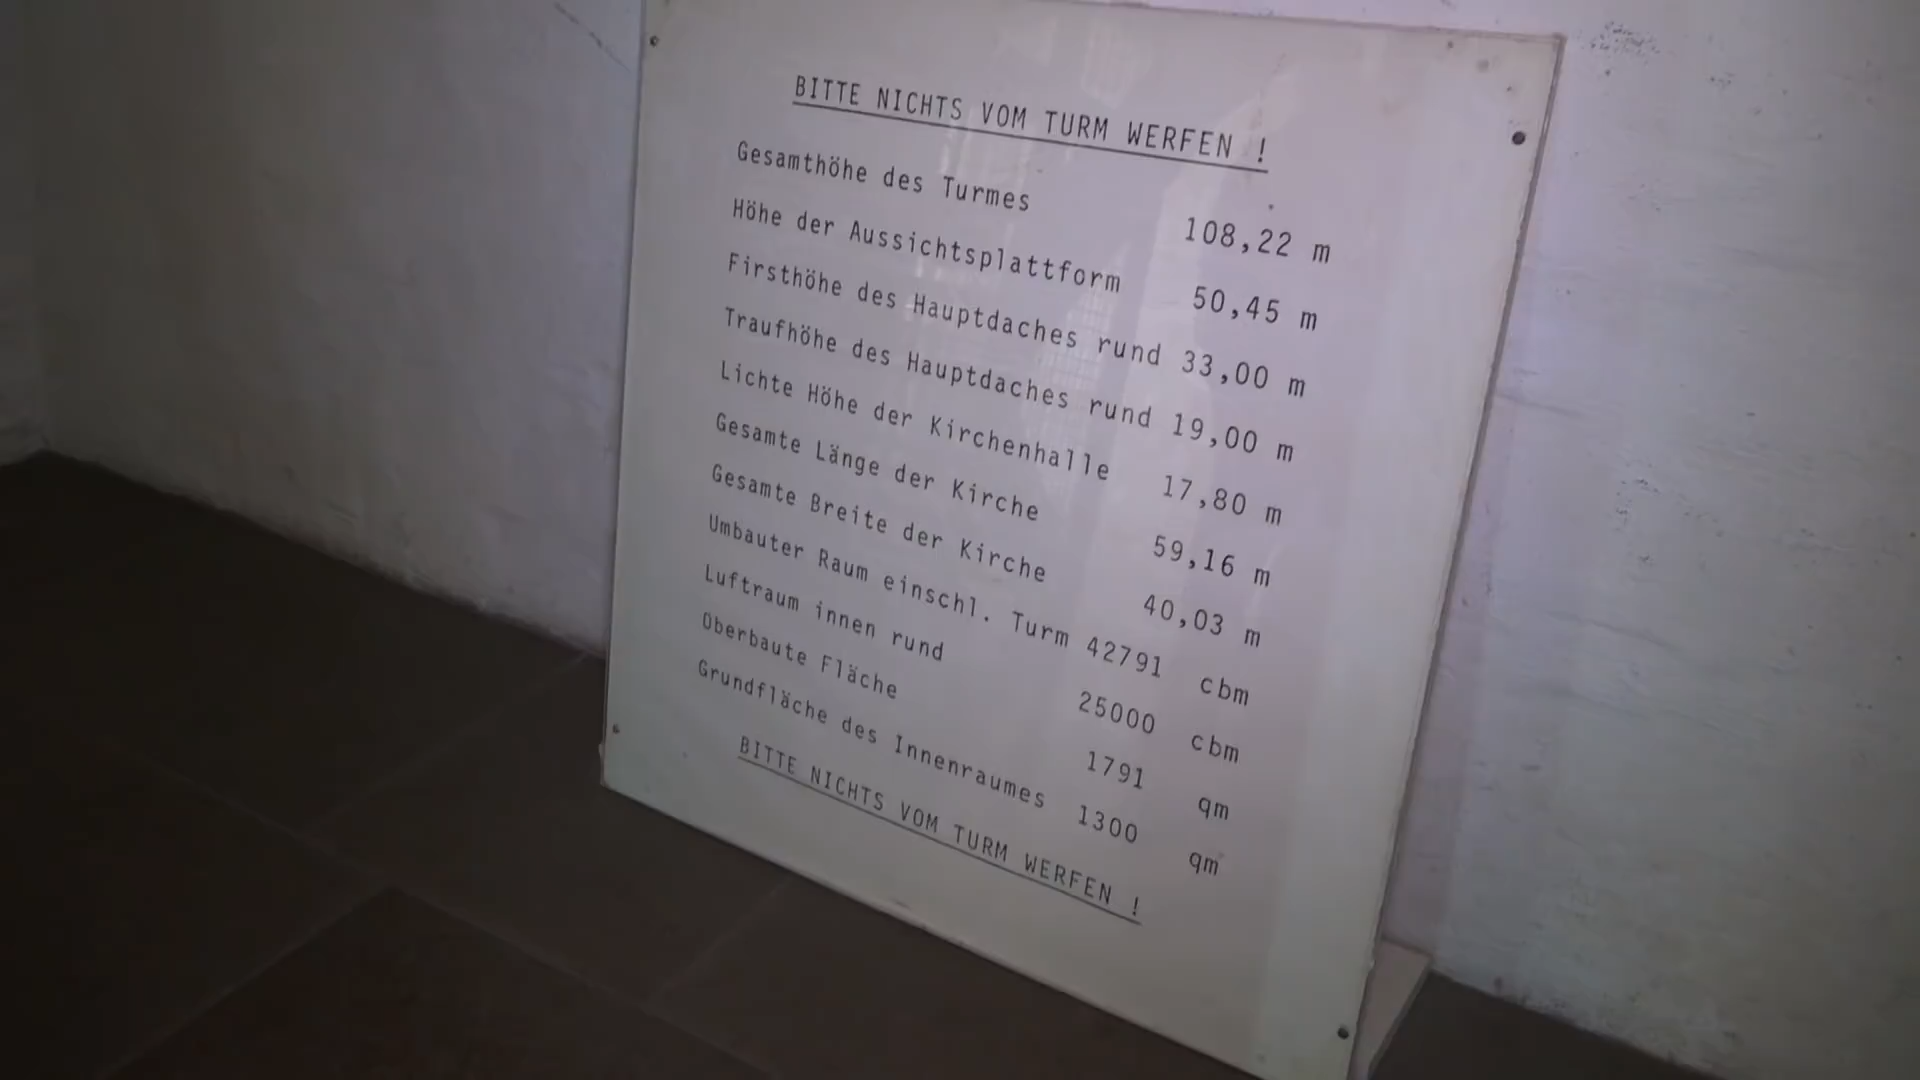 BITTE NICHTS VOM TURM WERFEN !
Gesamthöhe des Turmes 108,22 m
Höhe der Aussichtsplattform 50,45 m
Firsthöhe des Hauptdaches rund 33,00 m
Traufhöhe des Hauptdaches rund 19,00 m
Lichte Höhe der Kirchenhalle 17,80 m
Gesamte Länge der Kirche 59,16 m
Gesamte Breite der Kirche 40,03 m
Umbauter Raum einschl. Turm 42791 cbm
Luftraum innen rund 25000 cbm
Überbaute Fläche 1791 qm
Grundfläche des Innenraumes 1300 qm
BITTE NICHTS VOM TURM WERFEN !